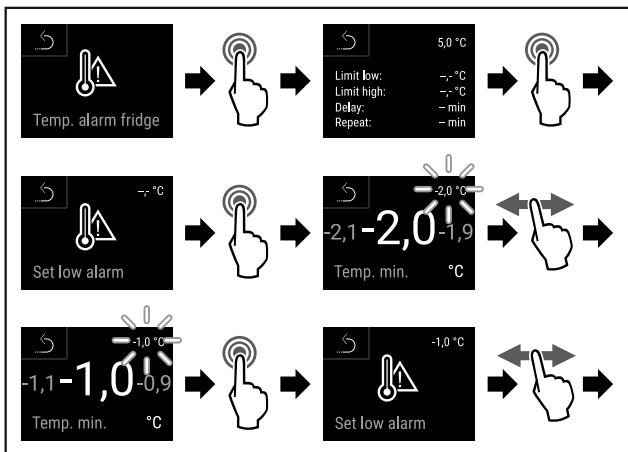 Temp. alarm fridge
5,0 °C
Limit low: –,- °C
Limit high: –,- °C
Delay: – min
Repeat: – min
–,- °C
Set low alarm
-2,0 °C
-2,1 -2,0 -1,9
Temp. min. °C
-1,0 °C
-1,1 -1,0 -0,9
Temp. min. °C
-1,0 °C
Set low alarm